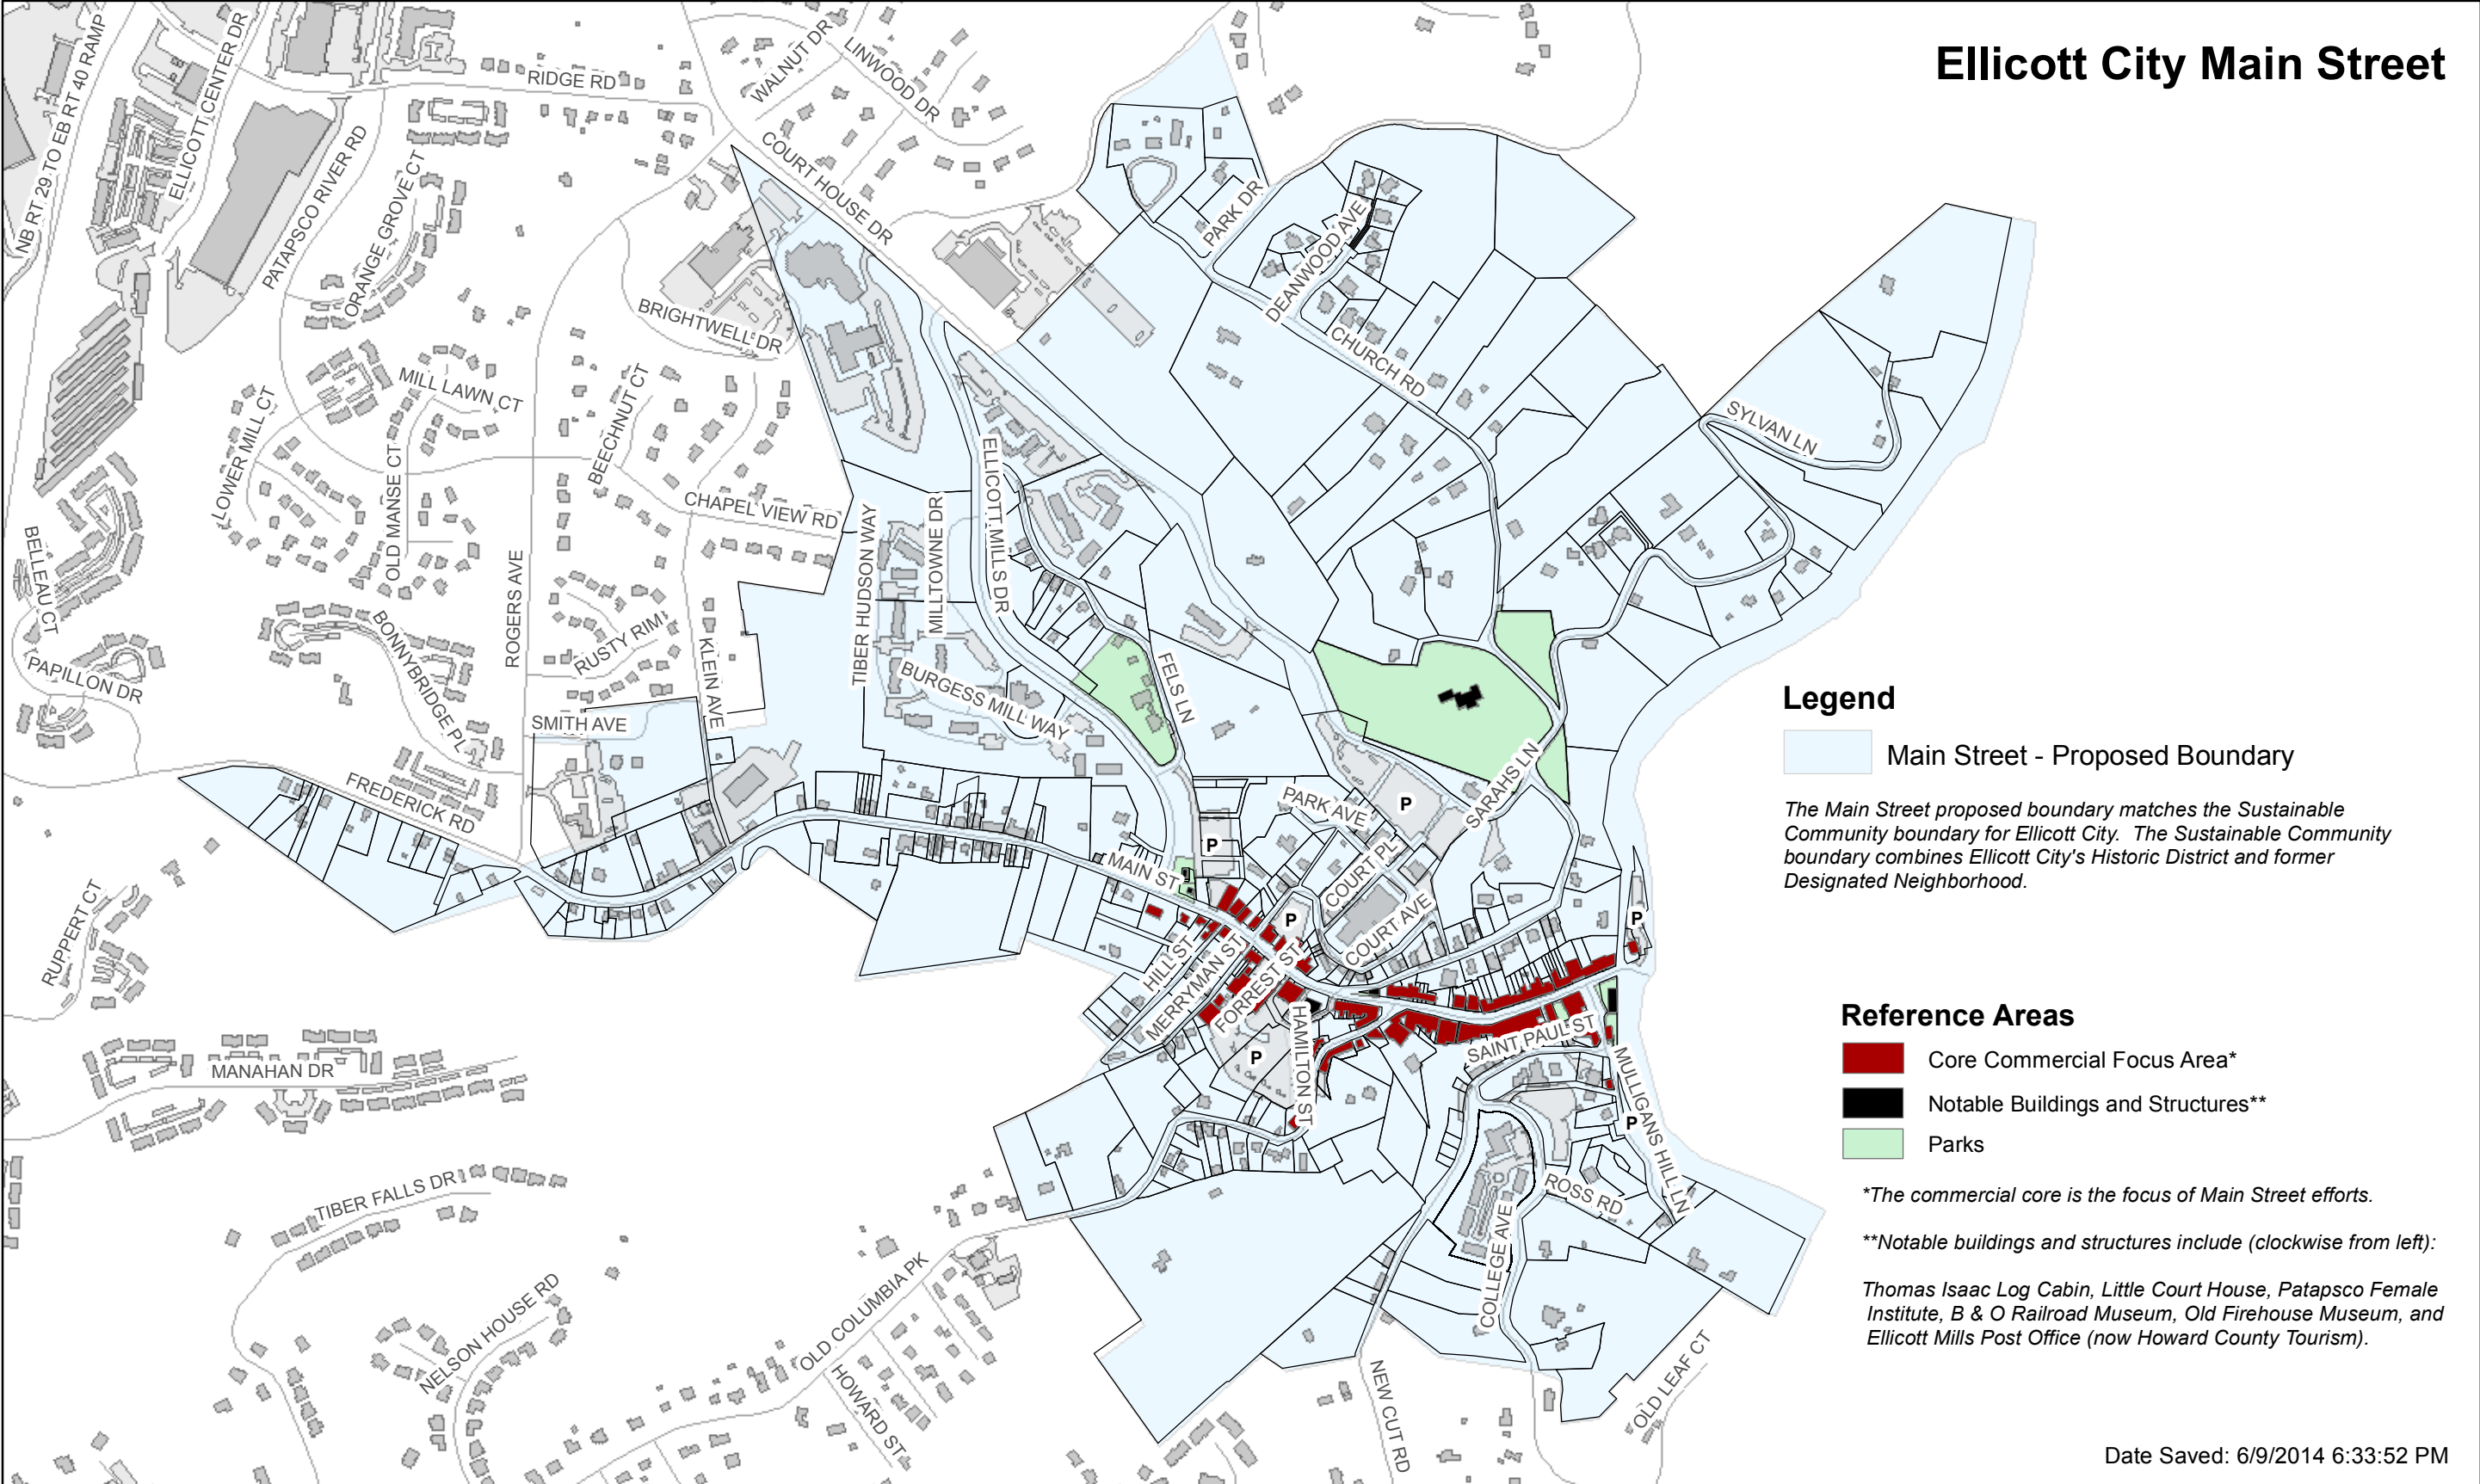 Ellicott City Main Street
NB RT 29 TO EB RT 40 RAMP
ELLICOTT CENTER DR
RIDGE RD
WALNUT DR
LINWOOD DR
PATAPSCO RIVER RD
ORANGE GROVE CT
COURT HOUSE DR
PARK DR
DEANWOOD AVE
BRIGHTWELL DR
CHURCH RD
MILL LAWN CT
LOWER MILL CT
OLD MANSE CT
BEECHNUT CT
SYLVAN LN
CHAPEL VIEW RD
ELLICOTT MILLS DR
MILLTOWNE DR
TIBER HUDSON WAY
BELLEAU CT
PAPILLON DR
BONNYBRIDGE PL
ROGERS AVE
RUSTY RIM
KLEIN AVE
BURGESS MILL WAY
FELS LN
SMITH AVE
FREDERICK RD
PARK AVE
P
SARAHS LN
P
COURT PL
MAIN ST
COURT AVE
P
P
RUPPERT CT
HILL ST
MERRYMAN ST
FORREST ST
HAMILTON ST
P
SAINT PAUL ST
MULLIGANS HILL LN
P
MANAHAN DR
TIBER FALLS DR
ROSS RD
COLLEGE AVE
NELSON HOUSE RD
OLD COLUMBIA PK
HOWARD ST
NEW CUT RD
OLD LEAF CT
Legend
Main Street - Proposed Boundary
The Main Street proposed boundary matches the Sustainable
Community boundary for Ellicott City. The Sustainable Community
boundary combines Ellicott City's Historic District and former
Designated Neighborhood.
Reference Areas
Core Commercial Focus Area*
Notable Buildings and Structures**
Parks
*The commercial core is the focus of Main Street efforts.
**Notable buildings and structures include (clockwise from left):
Thomas Isaac Log Cabin, Little Court House, Patapsco Female
Institute, B & O Railroad Museum, Old Firehouse Museum, and
Ellicott Mills Post Office (now Howard County Tourism).
Date Saved: 6/9/2014 6:33:52 PM